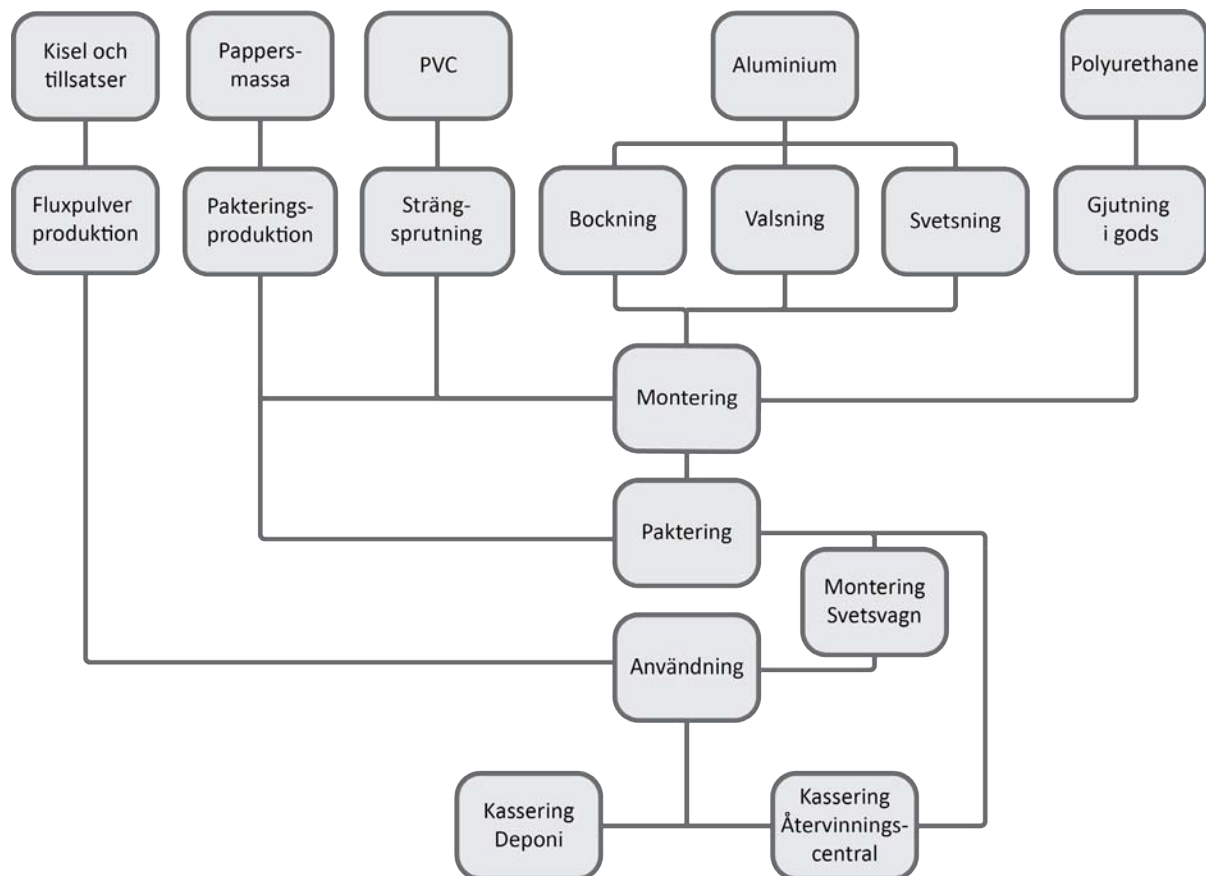 Kisel och
tillsatser
Pappers-
massa
PVC
Aluminium
Polyurethane
Fluxpulver
produktion
Pakterings-
produktion
Sträng-
sprutning
Bockning
Valsning
Svetsning
Gjutning
i gods
Montering
Paktering
Montering
Svetsvagn
Användning
Kassering
Deponi
Kassering
Återvinnings-
central